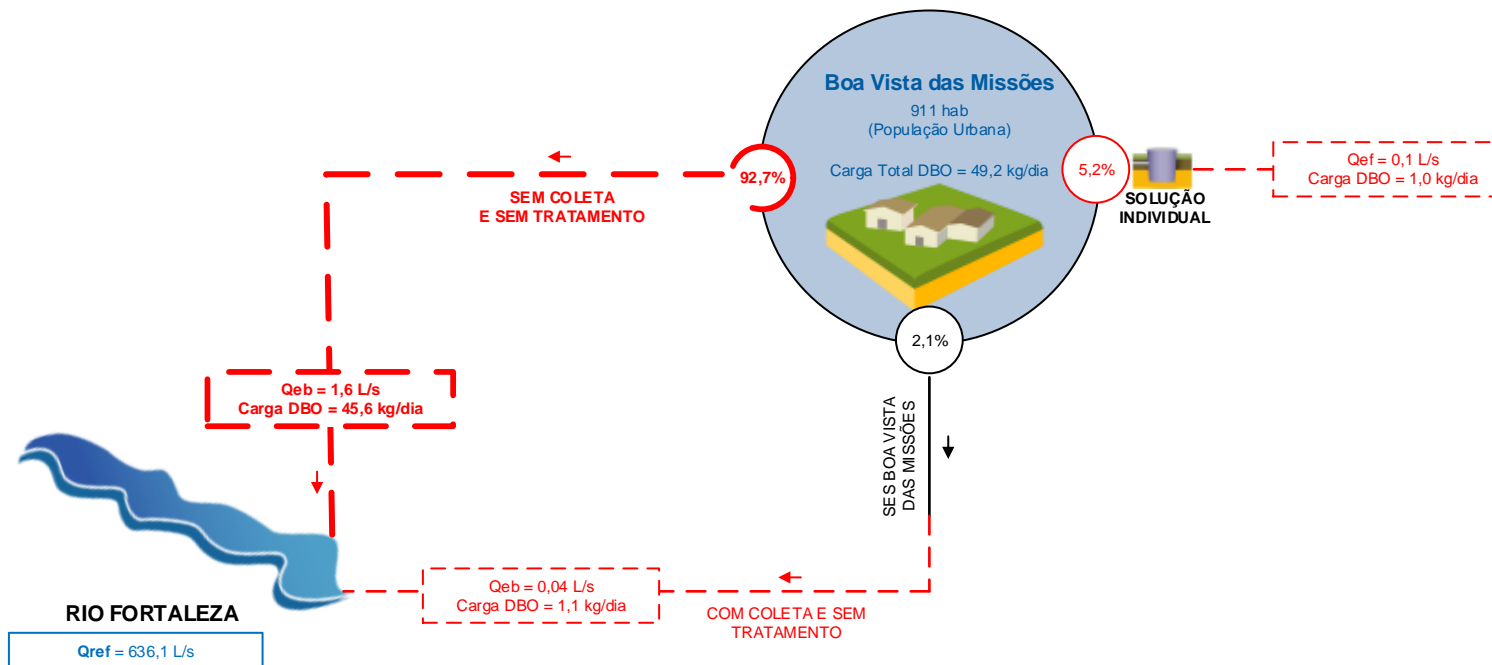 Boa Vista das Missões
911 hab
(População Urbana)
Carga Total DBO = 49,2 kg/dia
92,7%
SEM COLETA
E SEM TRATAMENTO
5,2%
SOLUÇÃO
INDIVIDUAL
Qef = 0,1 L/s
Carga DBO = 1,0 kg/dia
2,1%
Qeb = 1,6 L/s
Carga DBO = 45,6 kg/dia
SES BOA VISTA
DAS MISSÕES
Qeb = 0,04 L/s
Carga DBO = 1,1 kg/dia
COM COLETA E SEM
TRATAMENTO
RIO FORTALEZA
Qref = 636,1 L/s